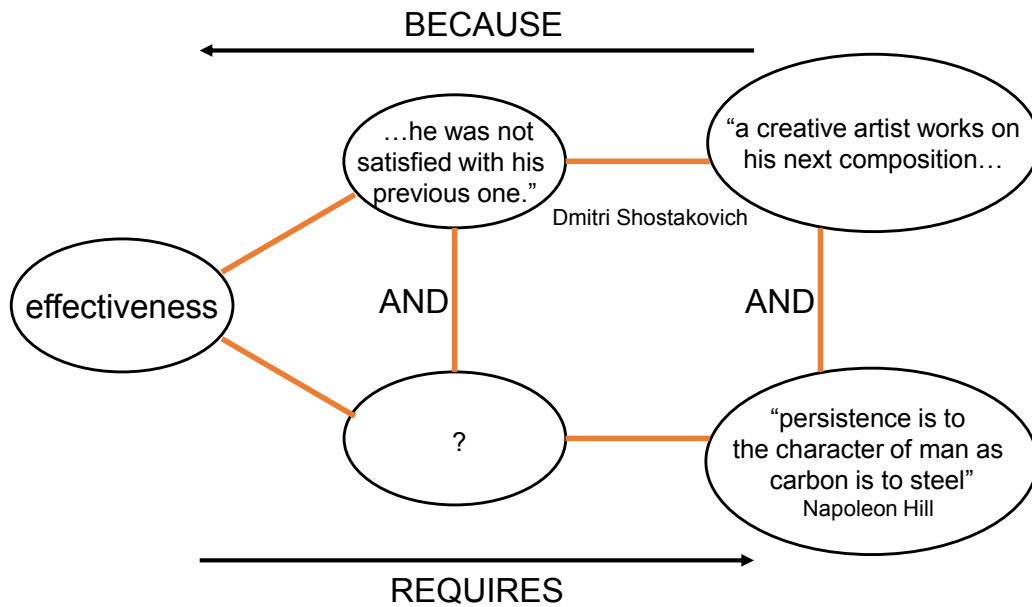 BECAUSE
…he was not
satisfied with his
previous one.”
“a creative artist works on
his next composition…
Dmitri Shostakovich
effectiveness
AND
AND
?
“persistence is to
the character of man as
carbon is to steel”
Napoleon Hill
REQUIRES